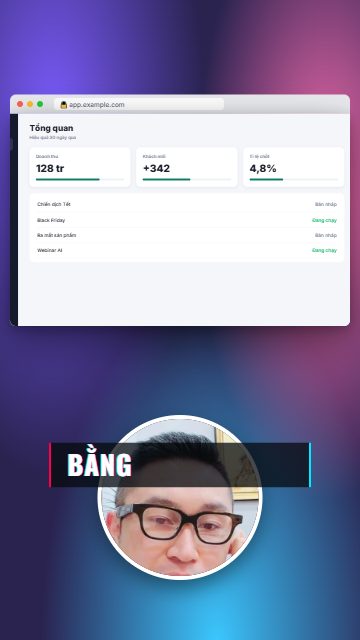 app.example.com
Tổng quan
Hiệu quả 30 ngày qua
Doanh thu
128 tr
Khách mới
+342
Tỉ lệ chốt
4,8%
Chiến dịch Tết
Bản nháp
Black Friday
Đang chạy
Ra mắt sản phẩm
Bản nháp
Webinar AI
Đang chạy
BẰNG